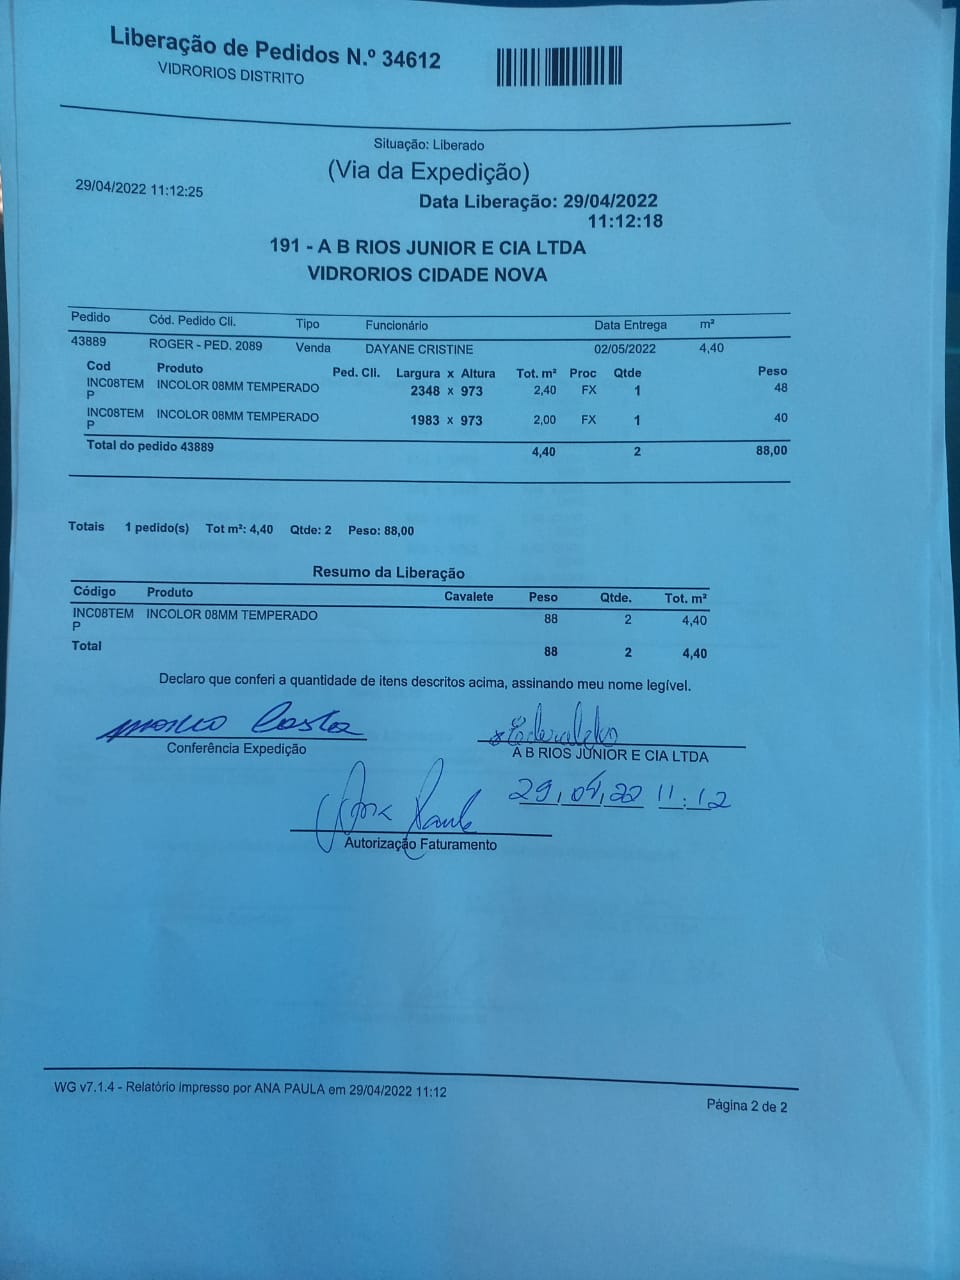 Liberação de Pedidos N.º 34612
VIDRORIOS DISTRITO
Situação: Liberado
(Via da Expedição)
29/04/2022 11:12:25
Data Liberação: 29/04/2022
11:12:18
191 - A B RIOS JUNIOR E CIA LTDA
VIDRORIOS CIDADE NOVA
Pedido Cód. Pedido Cli. Tipo Funcionário Data Entrega m²
43889 ROGER - PED. 2089 Venda DAYANE CRISTINE 02/05/2022 4,40
Cod Produto Ped. Cli. Largura x Altura Tot. m² Proc Qtde Peso
INC08TEM INCOLOR 08MM TEMPERADO 2348 x 973 2,40 FX 1 48
P
INC08TEM INCOLOR 08MM TEMPERADO 1983 x 973 2,00 FX 1 40
P
Total do pedido 43889 4,40 2 88,00
Totais 1 pedido(s) Tot m²: 4,40 Qtde: 2 Peso: 88,00
Resumo da Liberação
Código Produto Cavalete Peso Qtde. Tot. m²
INC08TEM INCOLOR 08MM TEMPERADO 88 2 4,40
P
Total 88 2 4,40
Declaro que conferi a quantidade de itens descritos acima, assinando meu nome legível.
Costa
Conferência Expedição
A B RIOS JUNIOR E CIA LTDA
29/04/22 11:12
Ana Paula
Autorização Faturamento
WG v7.1.4 - Relatório impresso por ANA PAULA em 29/04/2022 11:12
Página 2 de 2